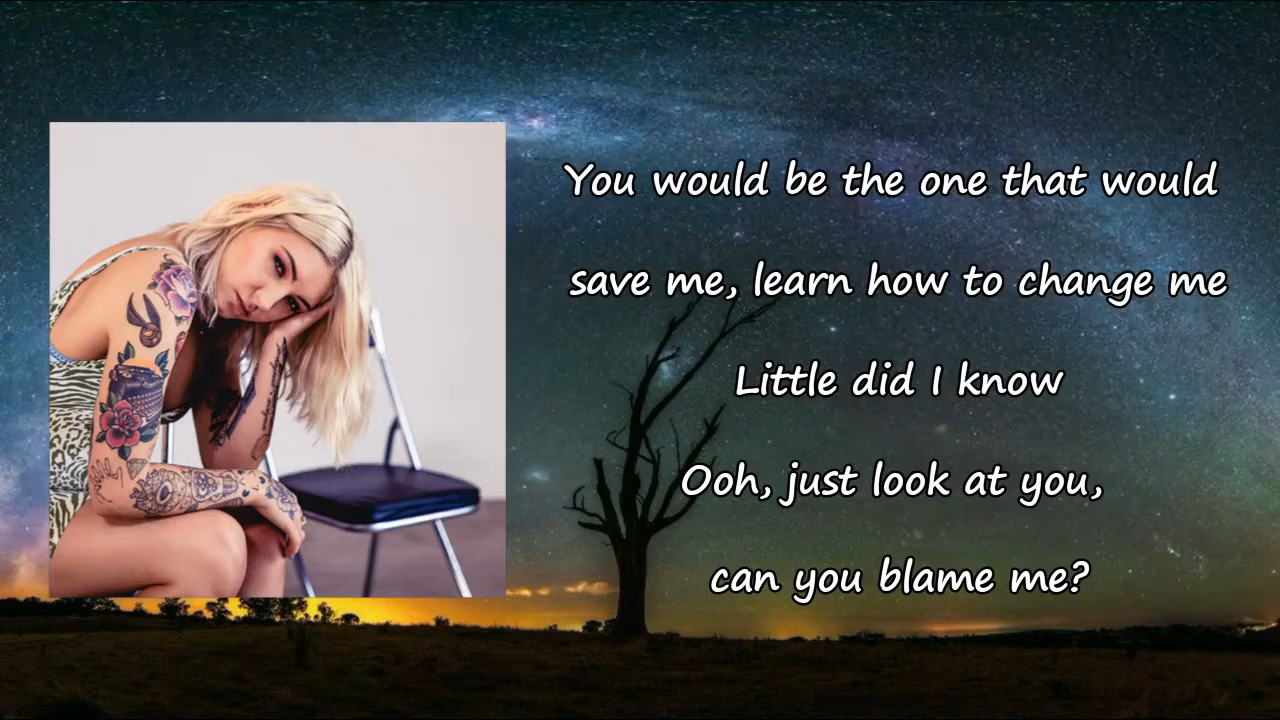 You would be the one that would
save me, learn how to change me
Little did I know
Ooh, just look at you,
can you blame me?